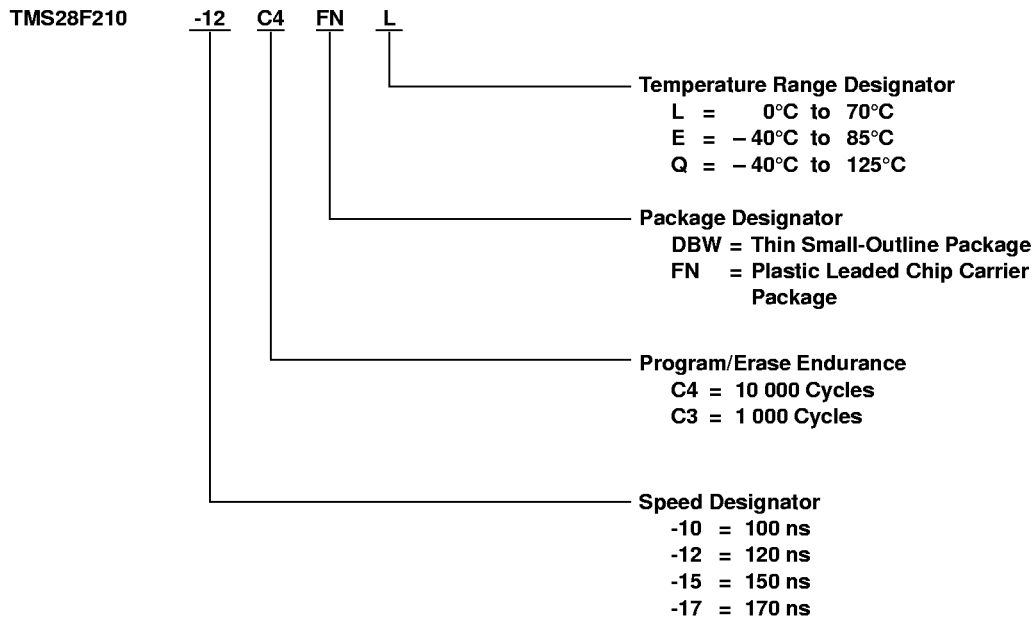 TMS28F210 -12 C4 FN L
Temperature Range Designator
L = 0°C to 70°C
E = – 40°C to 85°C
Q = – 40°C to 125°C
Package Designator
DBW = Thin Small-Outline Package
FN = Plastic Leaded Chip Carrier
Package
Program/Erase Endurance
C4 = 10 000 Cycles
C3 = 1 000 Cycles
Speed Designator
-10 = 100 ns
-12 = 120 ns
-15 = 150 ns
-17 = 170 ns